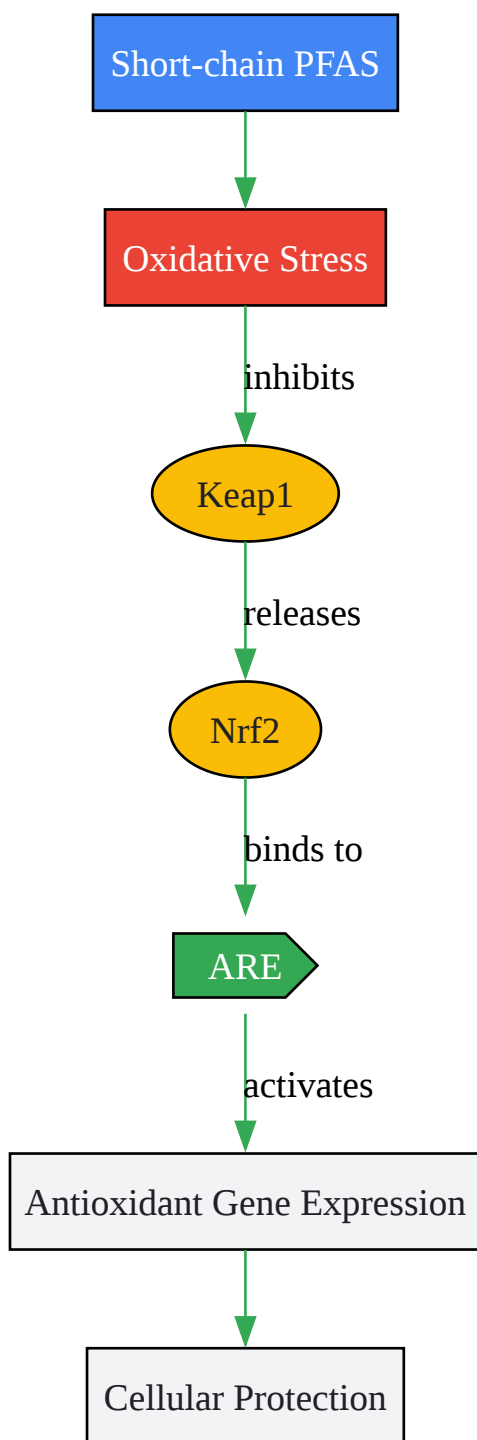 Short-chain PFAS
Oxidative Stress
inhibits
Keap1
releases
Nrf2
binds to
ARE
activates
Antioxidant Gene Expression
Cellular Protection